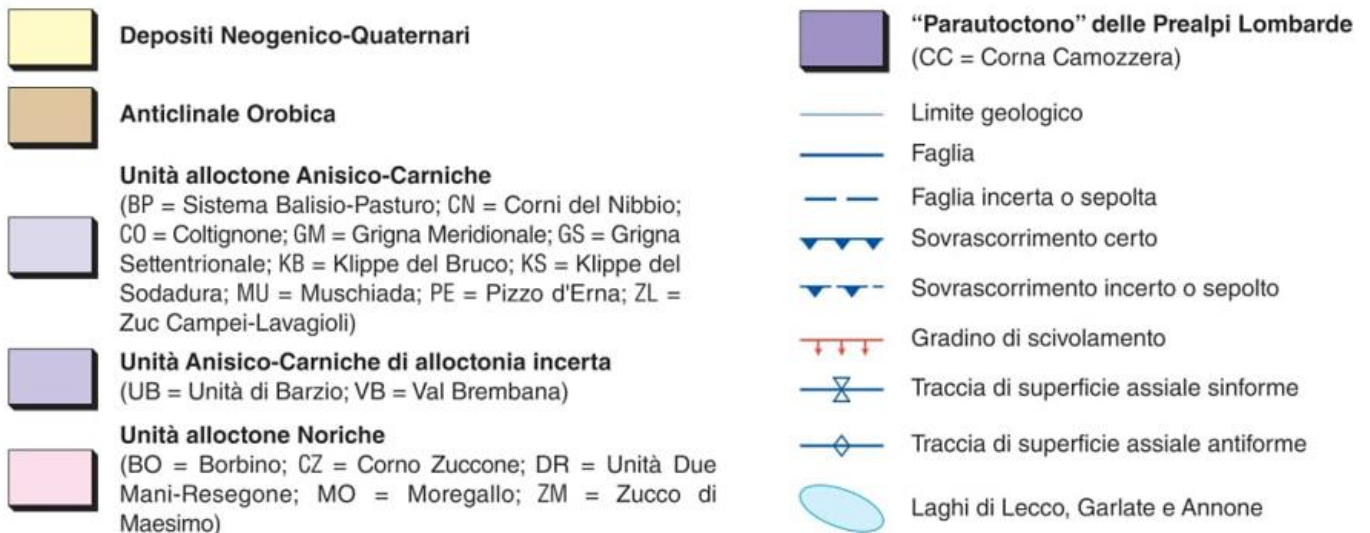 Depositi Neogenico-Quaternari
Anticlinale Orobica
Unità alloctone Anisico-Carniche
(BP = Sistema Balisio-Pasturo; CN = Corni del Nibbio;
CO = Coltignone; GM = Grigna Meridionale; GS = Grigna
Settentrionale; KB = Klippe del Bruco; KS = Klippe del
Sodadura; MU = Muschiada; PE = Pizzo d'Erna; ZL =
Zuc Campei-Lavagioli)
Unità Anisico-Carniche di alloctonia incerta
(UB = Unità di Barzio; VB = Val Brembana)
Unità alloctone Noriche
(BO = Borbino; CZ = Corno Zuccone; DR = Unità Due
Mani-Resegone; MO = Moregallo; ZM = Zucco di
Maesimo)
“Parautoctono” delle Prealpi Lombarde
(CC = Corna Camozzera)
Limite geologico
Faglia
Faglia incerta o sepolta
Sovrascorrimento certo
Sovrascorrimento incerto o sepolto
Gradino di scivolamento
Traccia di superficie assiale sinforme
Traccia di superficie assiale antiforme
Laghi di Lecco, Garlate e Annone